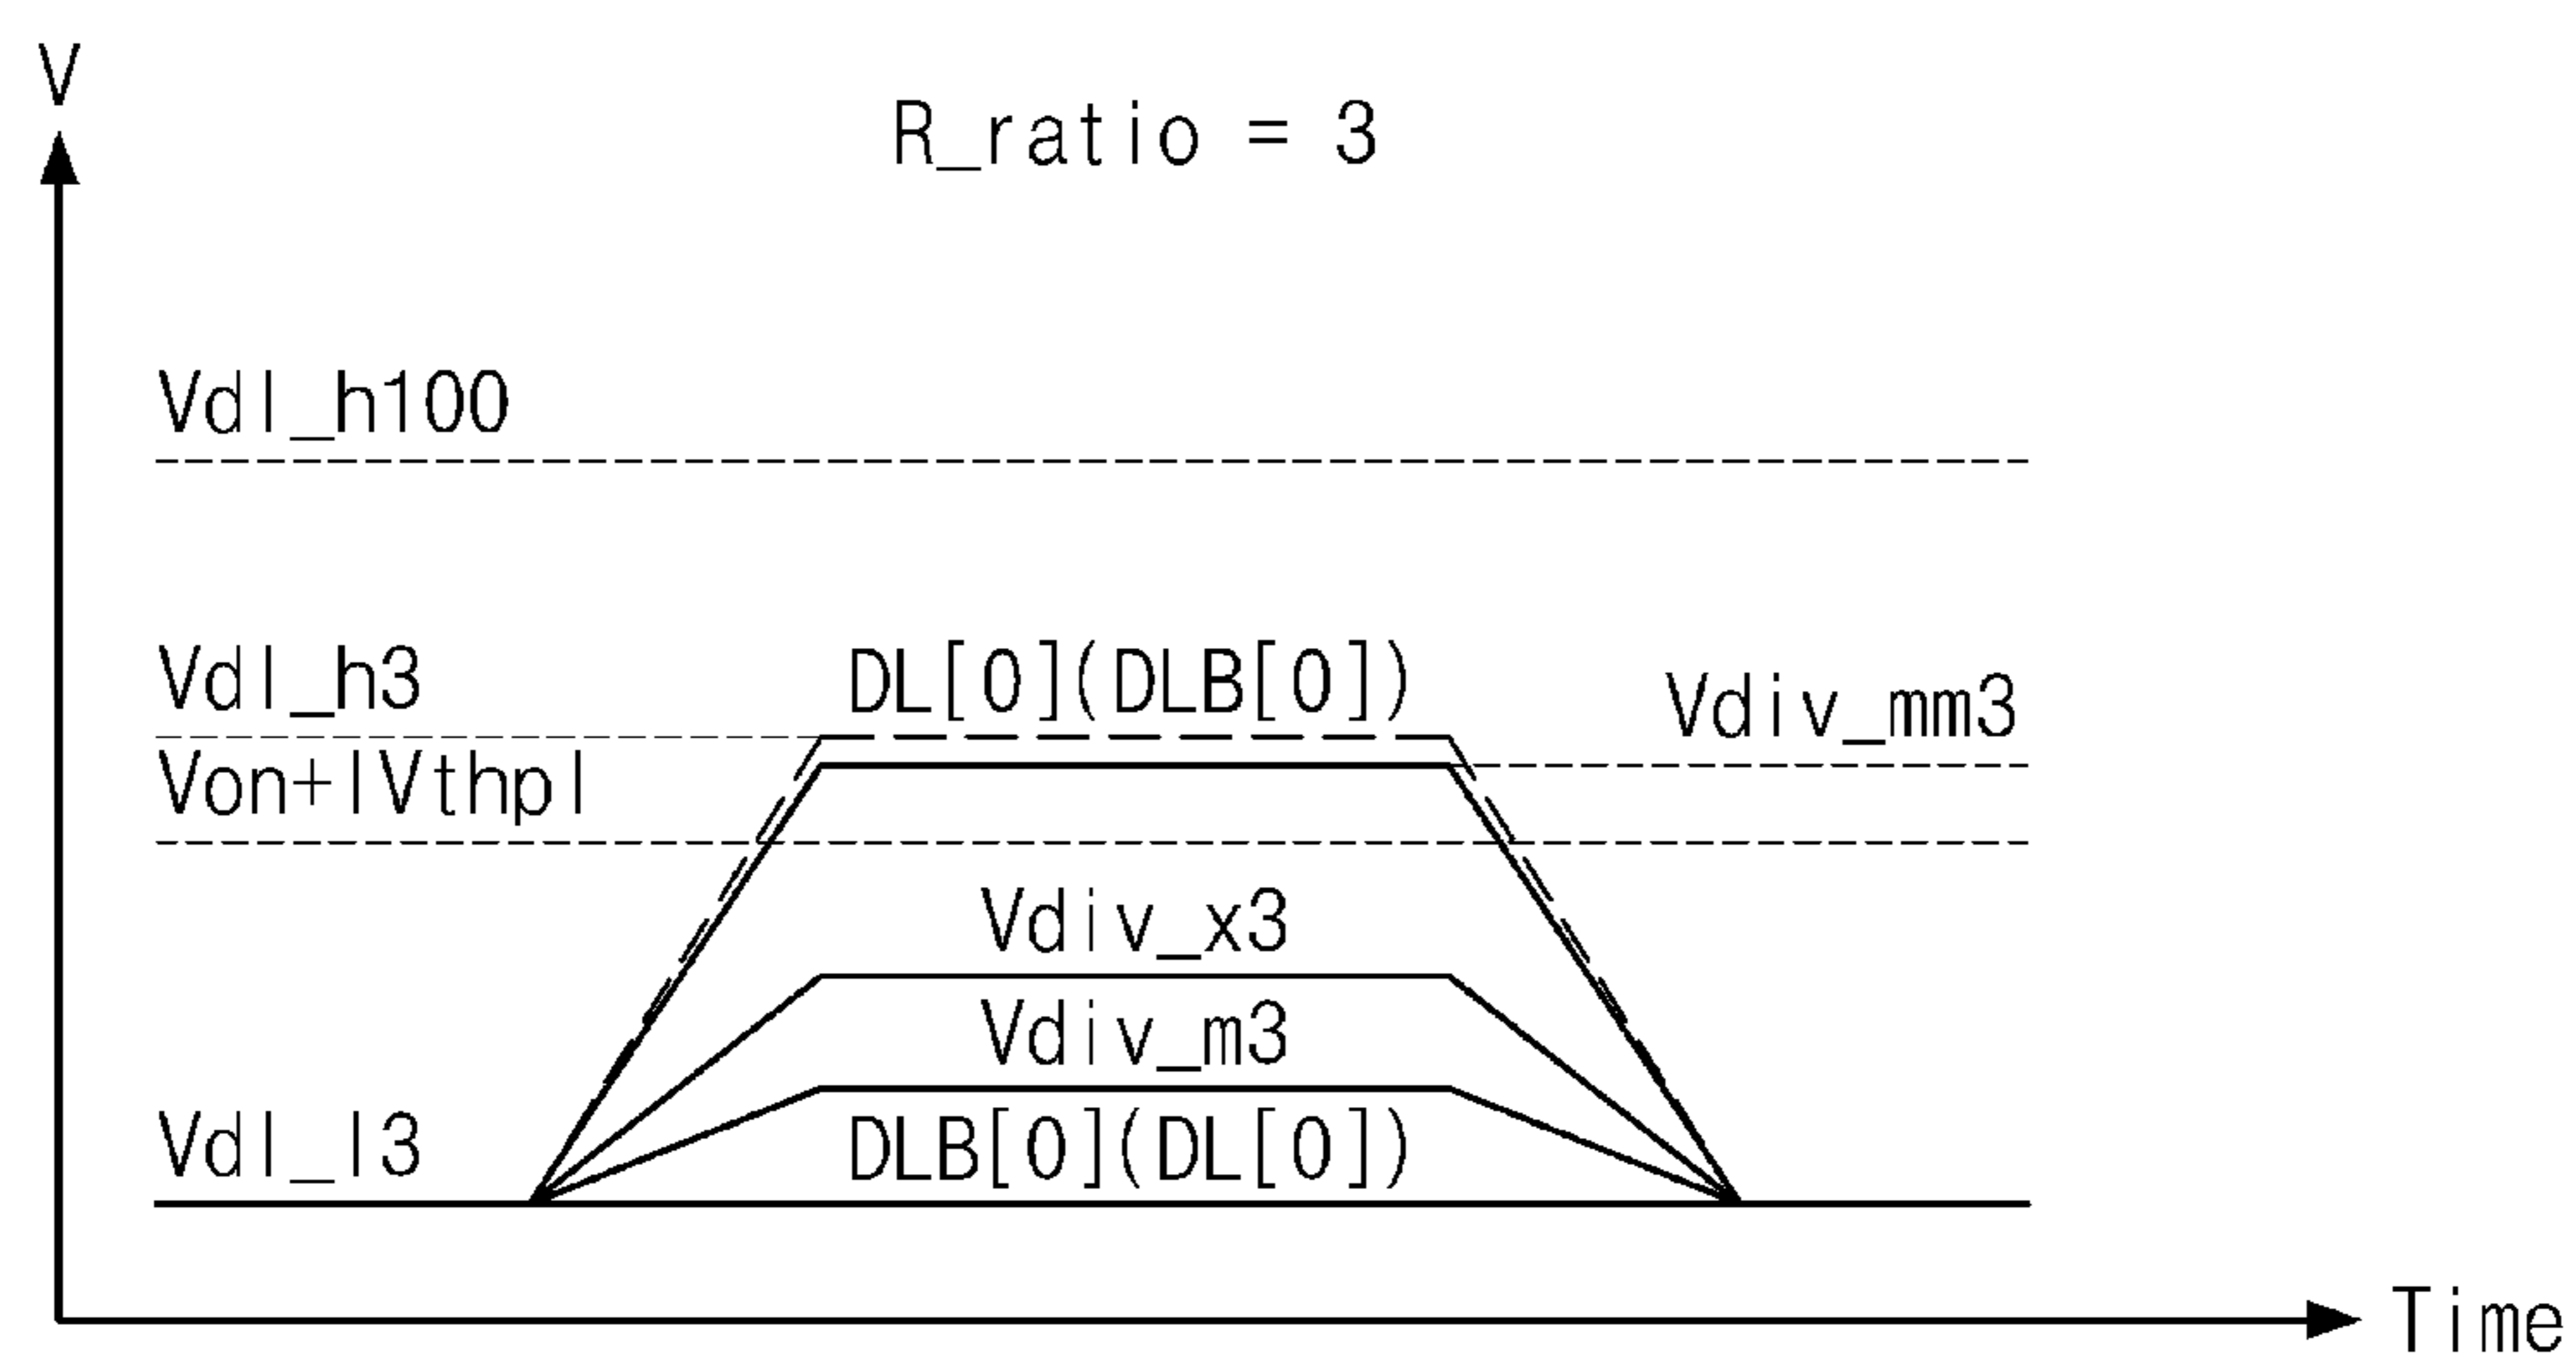 V
R_ratio = 3
Vdl_h100
Vdl_h3
DL[0](DLB[0])
Vdiv_mm3
Von+|Vthp|
Vdiv_x3
Vdiv_m3
Vdl_l3
DLB[0](DL[0])
Time